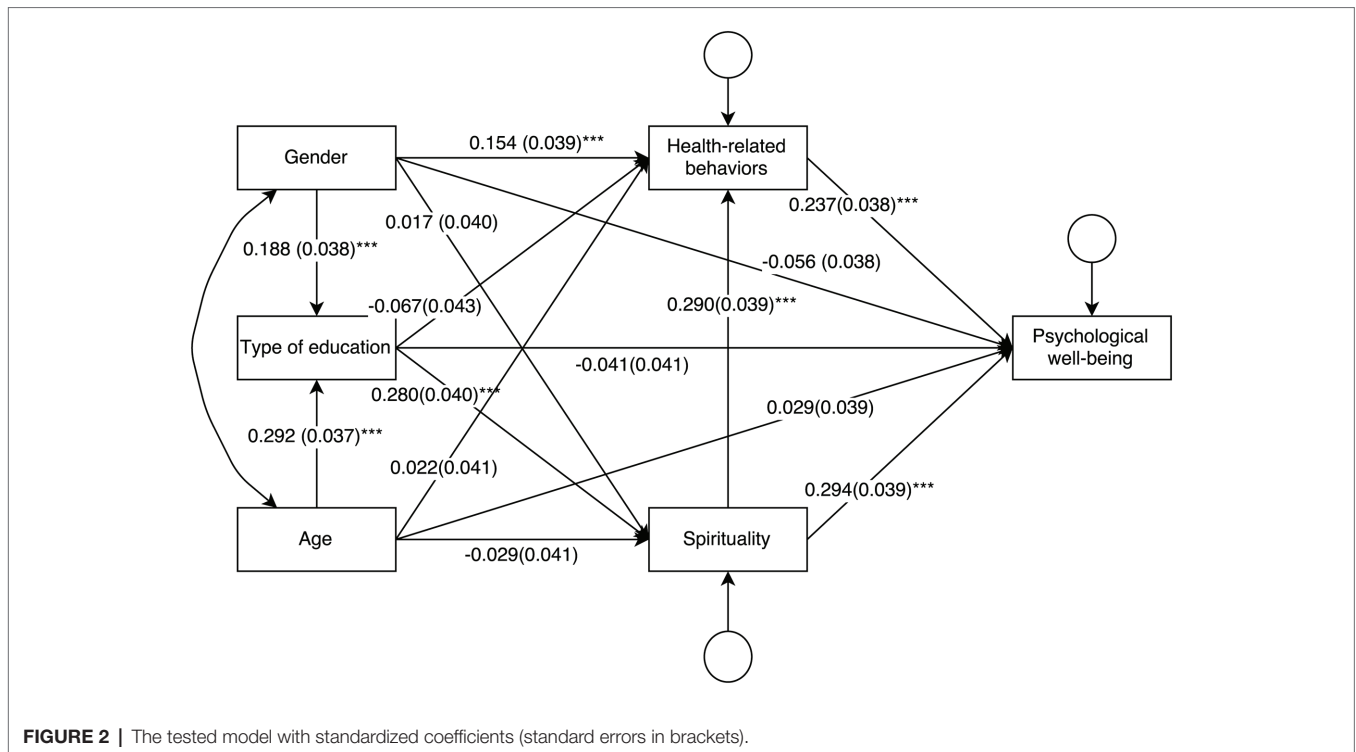 Gender
0.154 (0.039)***
Health-related
behaviors
0.237(0.038)***
0.017 (0.040)
0.188 (0.038)***
-0.056 (0.038)
-0.067(0.043)
0.290(0.039)***
Type of education
Psychological
well-being
-0.041(0.041)
0.280(0.040)***
0.029(0.039)
0.292 (0.037)***
0.022(0.041)
0.294(0.039)***
Age
-0.029(0.041)
Spirituality
FIGURE 2 | The tested model with standardized coefficients (standard errors in brackets).